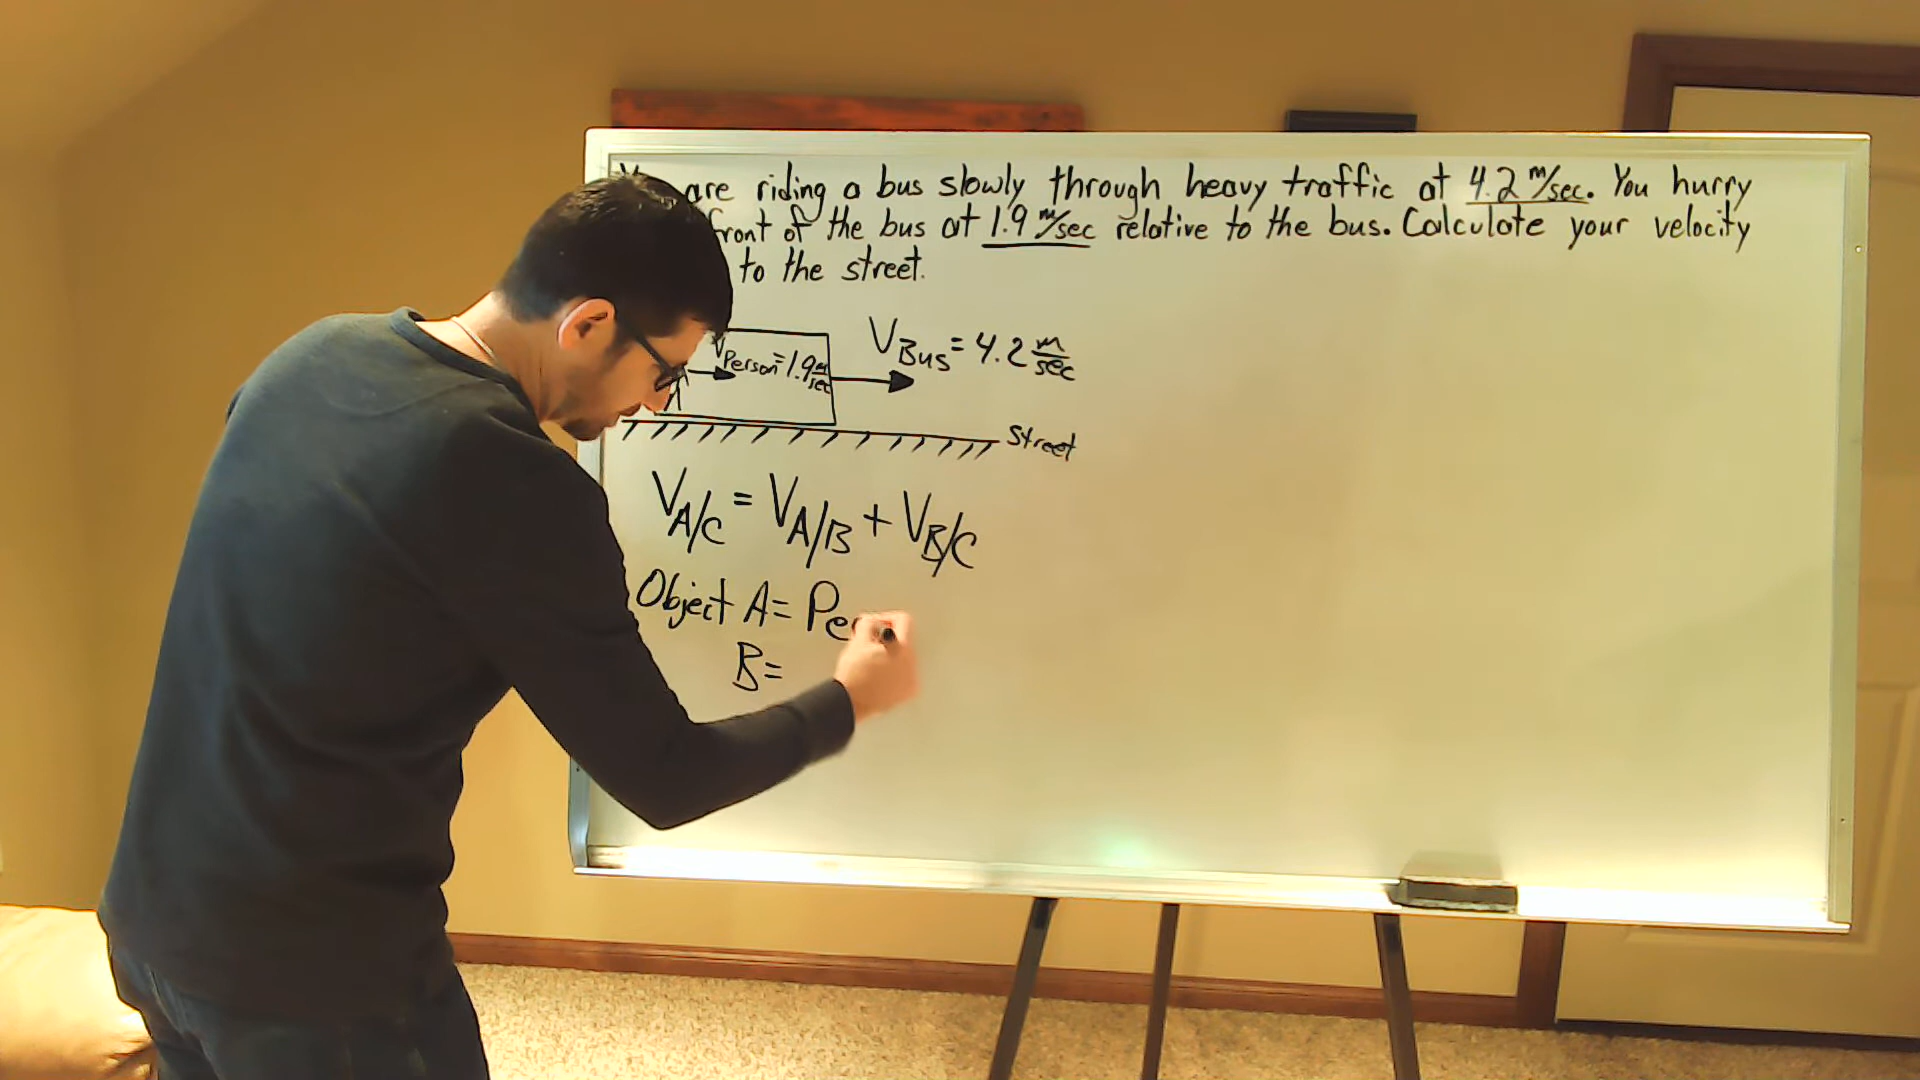 are riding a bus slowly through heavy traffic at 4.2 m/sec. You hurry
front of the bus at 1.9 m/sec relative to the bus. Calculate your velocity
to the street.
VBus = 4.2 m/sec
VPerson = 1.9 m/sec
Street
VA/C = VA/B + VB/C
Object A = Pe
B =